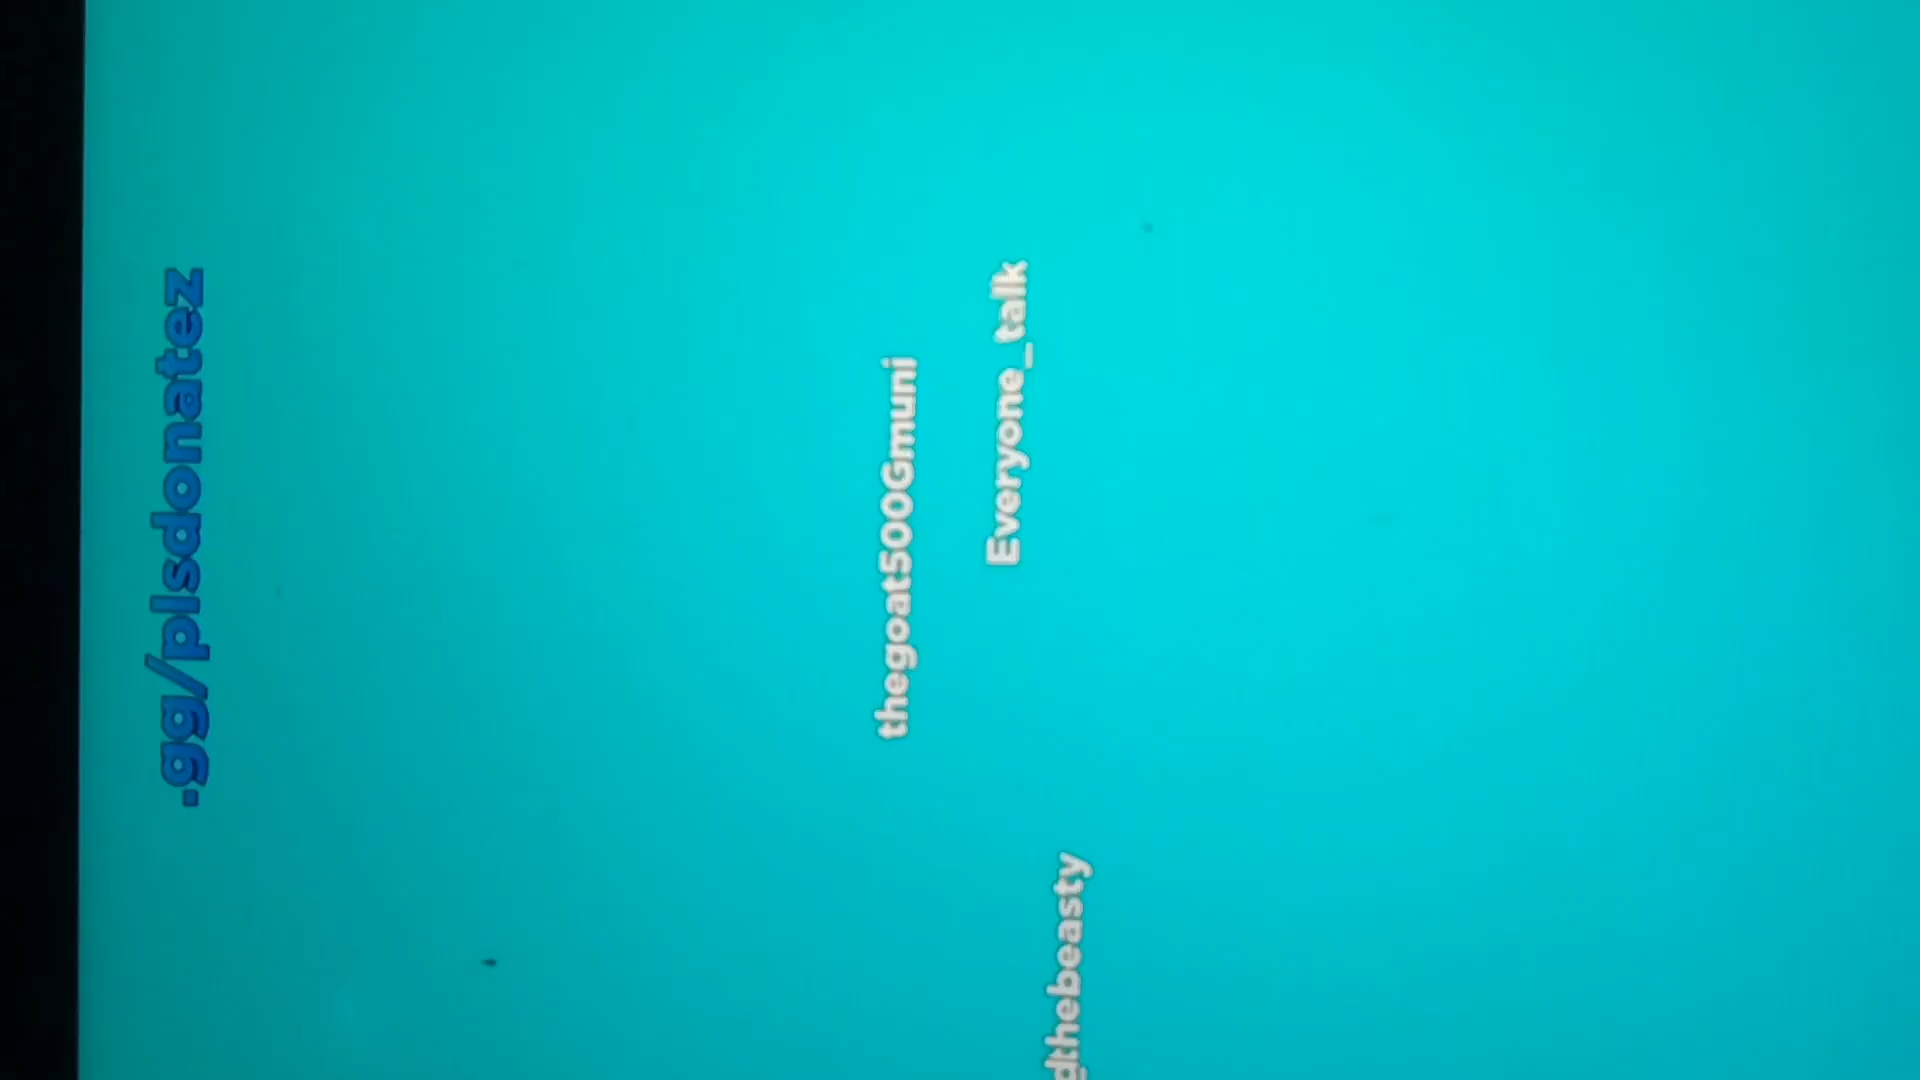 .gg/plsdonatez
thegoat500Gmuni
Everyone_talk
dthebeasty